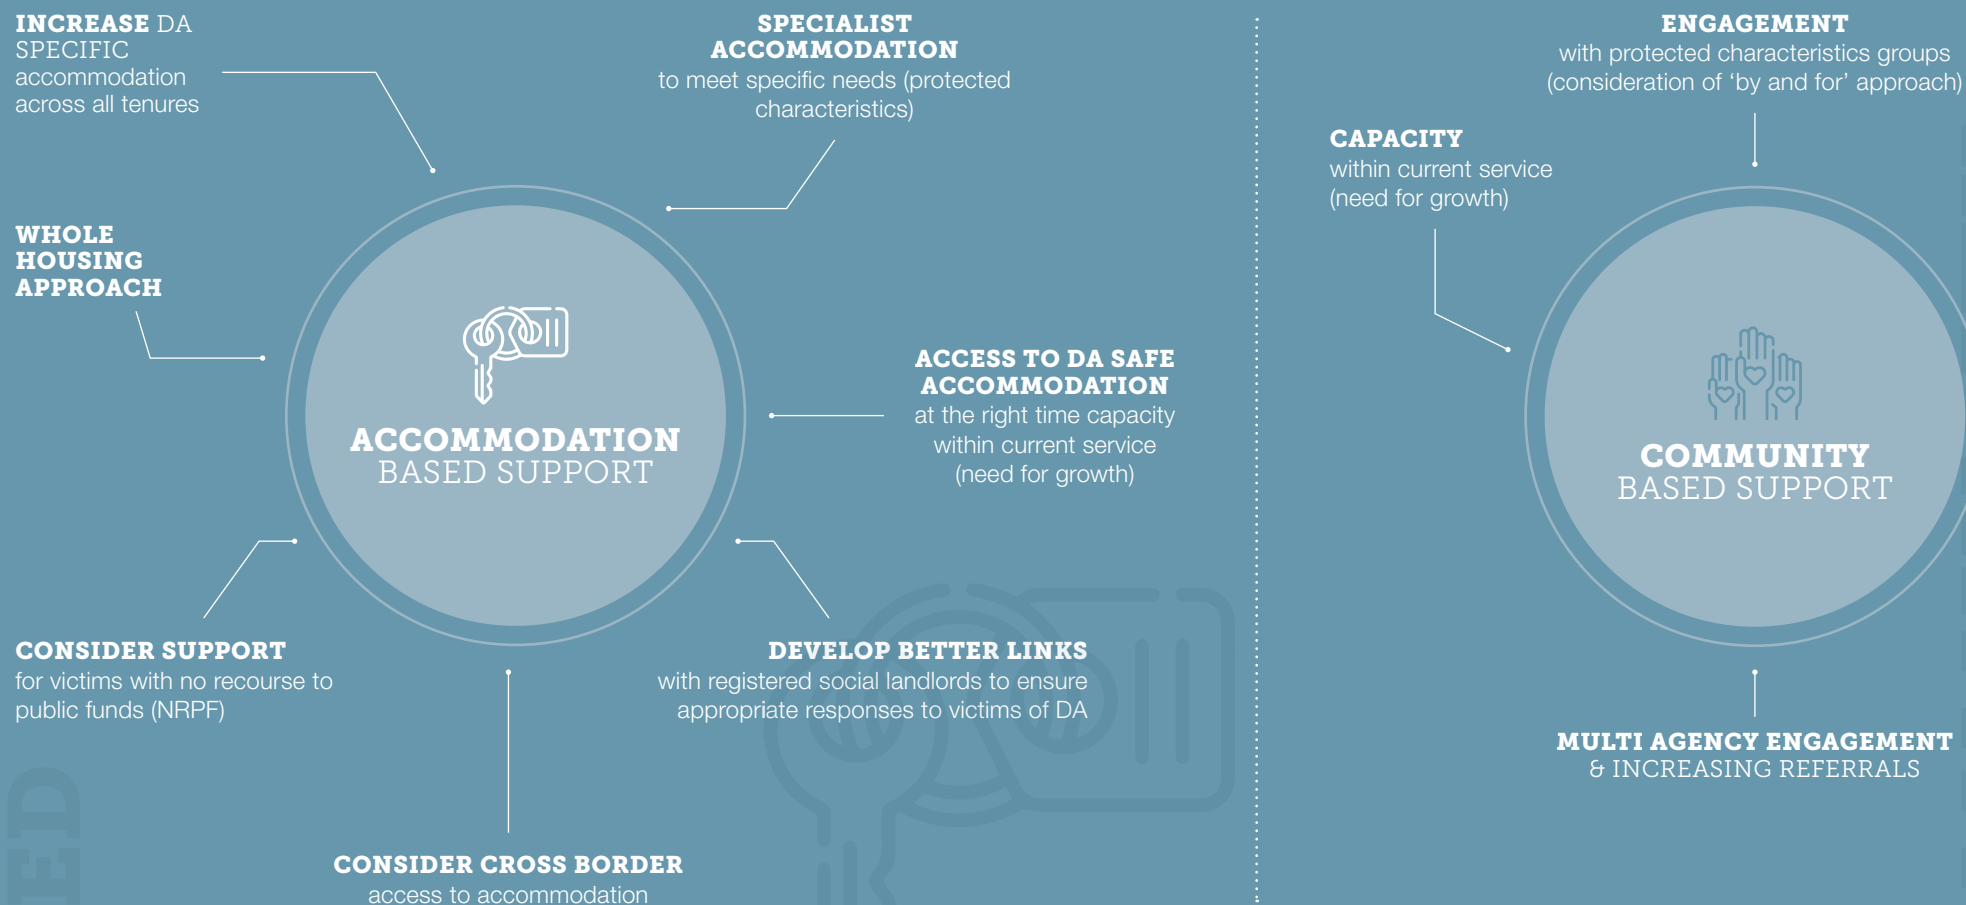 INCREASE DA
SPECIFIC
accommodation
across all tenures
SPECIALIST
ACCOMMODATION
to meet specific needs (protected
characteristics)
WHOLE
HOUSING
APPROACH
ACCOMMODATION
BASED SUPPORT
ACCESS TO DA SAFE
ACCOMMODATION
at the right time capacity
within current service
(need for growth)
CONSIDER SUPPORT
for victims with no recourse to
public funds (NRPF)
DEVELOP BETTER LINKS
with registered social landlords to ensure
appropriate responses to victims of DA
CONSIDER CROSS BORDER
access to accommodation
ENGAGEMENT
with protected characteristics groups
(consideration of ‘by and for’ approach)
CAPACITY
within current service
(need for growth)
COMMUNITY
BASED SUPPORT
MULTI AGENCY ENGAGEMENT
& INCREASING REFERRALS